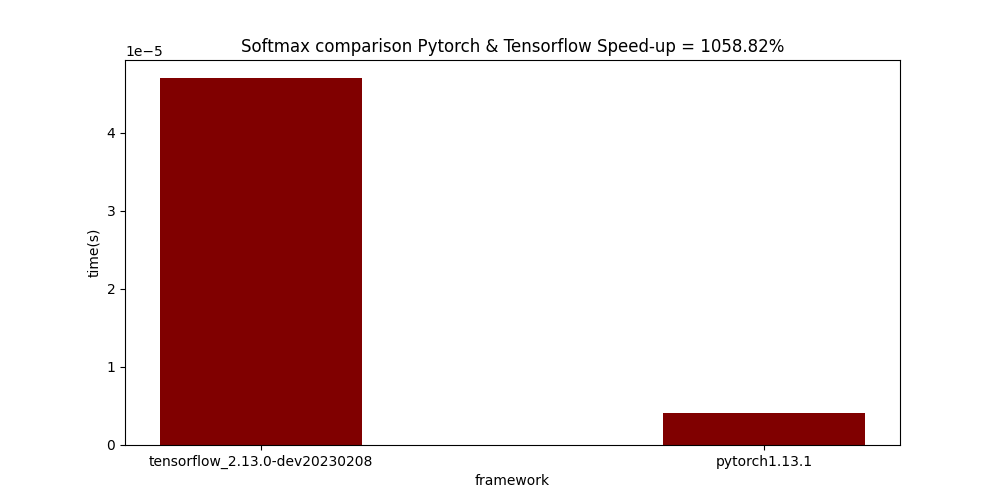 Softmax comparison Pytorch & Tensorflow Speed-up = 1058.82%
1e−5
4
3
2
1
0
time(s)
tensorflow_2.13.0-dev20230208
pytorch1.13.1
framework